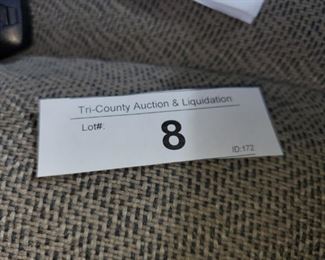 Tri-County Auction & Liquidation
Lot#:
8
ID:172